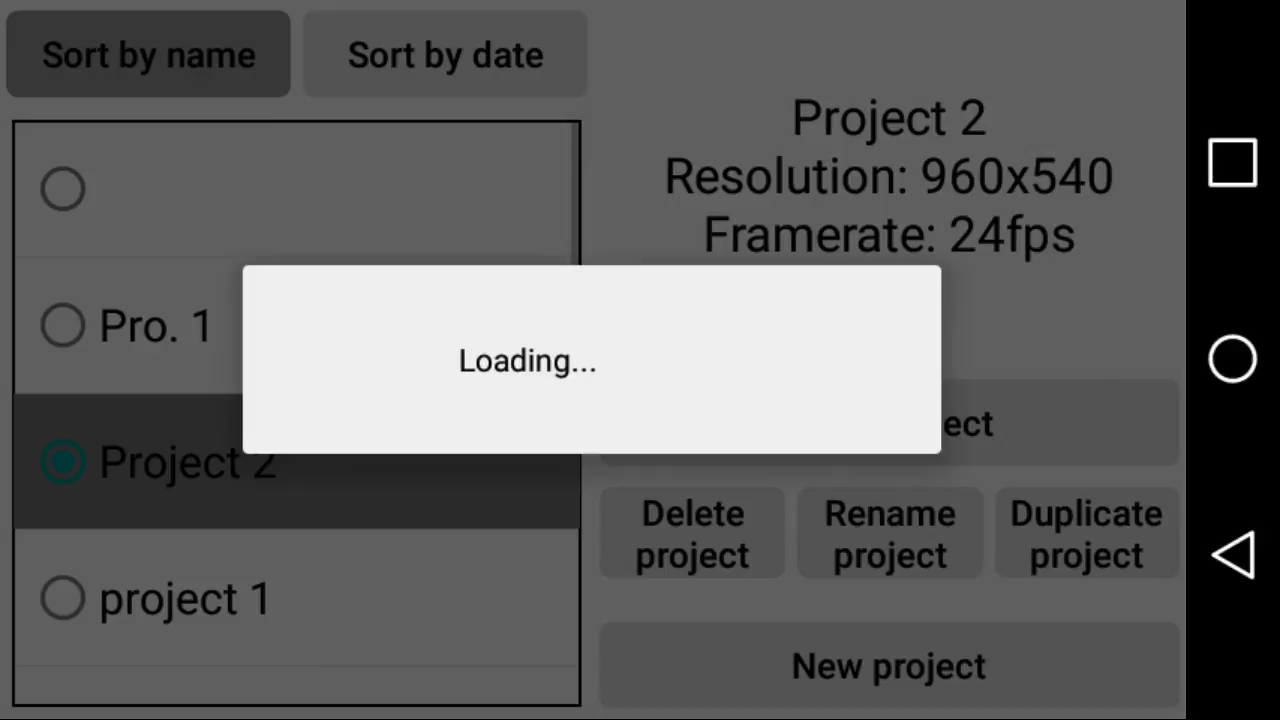 Sort by name
Sort by date
Project 2
Resolution: 960x540
Framerate: 24fps
Pro. 1
Loading...
Project 2
project 1
Delete
project
Rename
project
Duplicate
project
New project